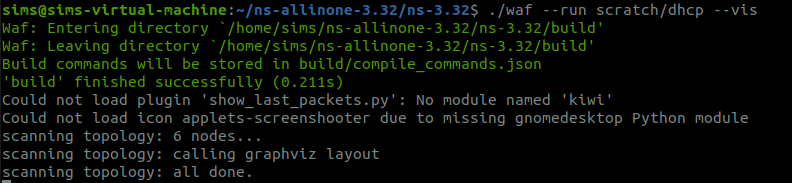 sims@sims-virtual-machine:~/ns-allinone-3.32/ns-3.32$ ./waf --run scratch/dhcp --vis
Waf: Entering directory `/home/sims/ns-allinone-3.32/ns-3.32/build'
Waf: Leaving directory `/home/sims/ns-allinone-3.32/ns-3.32/build'
Build commands will be stored in build/compile_commands.json
'build' finished successfully (0.211s)
Could not load plugin 'show_last_packets.py': No module named 'kiwi'
Could not load icon applets-screenshooter due to missing gnomedesktop Python module
scanning topology: 6 nodes...
scanning topology: calling graphviz layout
scanning topology: all done.